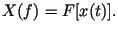 X(f) = F[x(t)].